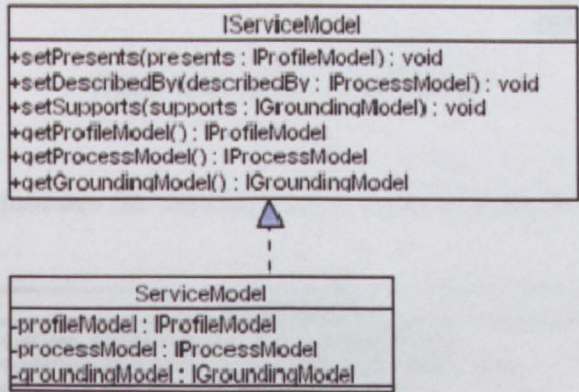 IServiceModel
+setPresents(presents : IProfileModel) : void
+setDescribedBy(describedBy : IProcessModel) : void
+setSupports(supports : IGroundingModel) : void
+getProfileModel() : IProfileModel
+getProcessModel() : IProcessModel
+getGroundingModel() : IGroundingModel
ServiceModel
-profileModel : IProfileModel
-processModel : IProcessModel
-groundingModel : IGroundingModel